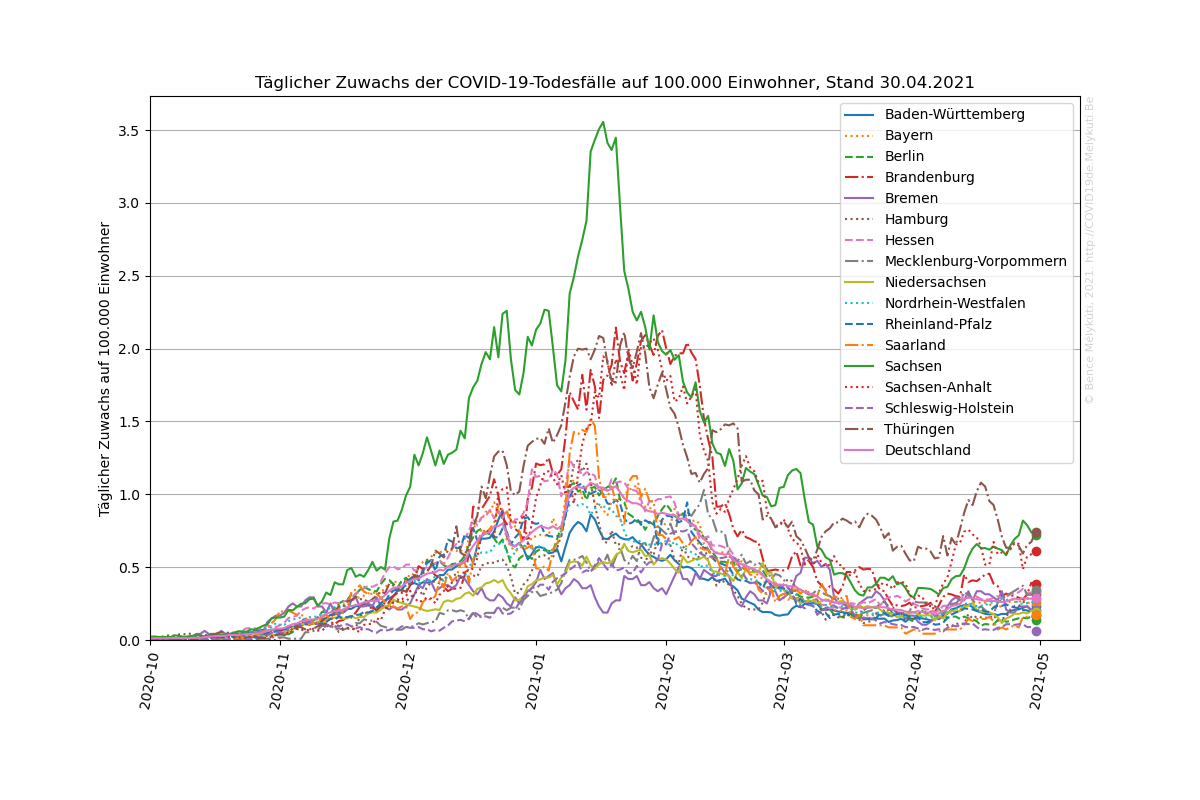 Täglicher Zuwachs der COVID-19-Todesfälle auf 100.000 Einwohner, Stand 30.04.2021
Täglicher Zuwachs auf 100.000 Einwohner
3.5
3.0
2.5
2.0
1.5
1.0
0.5
0.0
2020-10
2020-11
2020-12
2021-01
2021-02
2021-03
2021-04
2021-05
Baden-Württemberg
Bayern
Berlin
Brandenburg
Bremen
Hamburg
Hessen
Mecklenburg-Vorpommern
Niedersachsen
Nordrhein-Westfalen
Rheinland-Pfalz
Saarland
Sachsen
Sachsen-Anhalt
Schleswig-Holstein
Thüringen
Deutschland
© Bence Mélykúti, 2021. http://COVID19de.Melykuti.Be